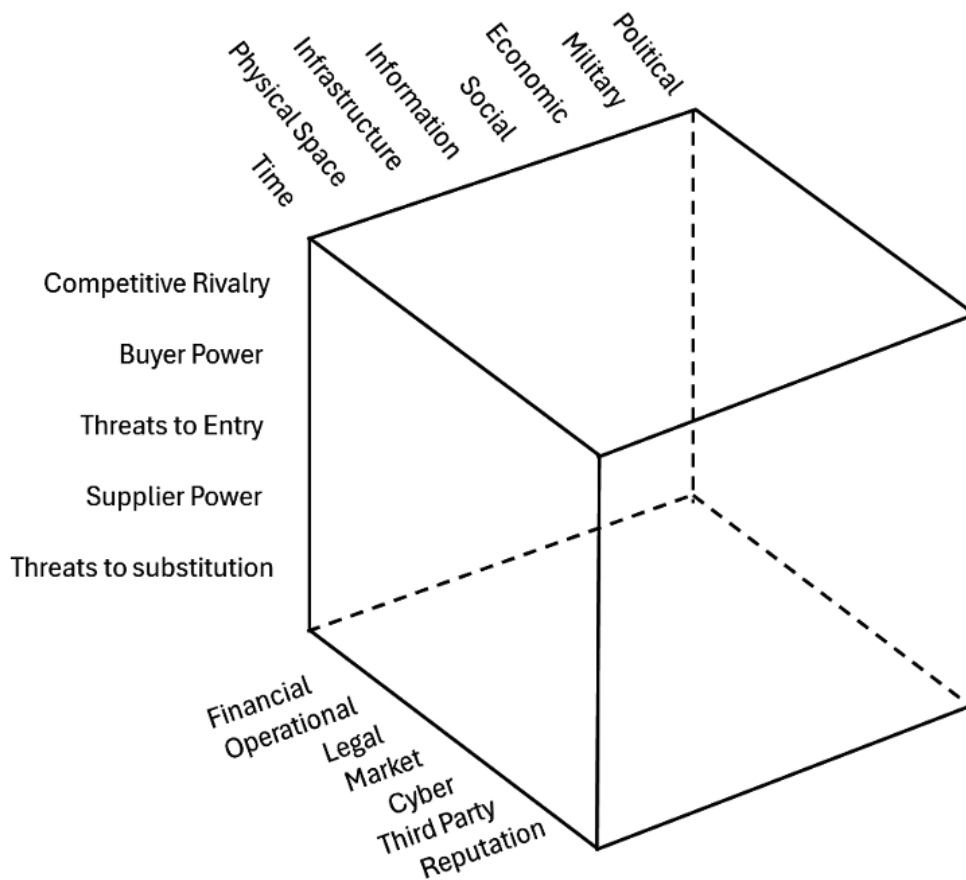 Political
Military
Economic
Social
Information
Infrastructure
Physical Space
Time
Competitive Rivalry
Buyer Power
Threats to Entry
Supplier Power
Threats to substitution
Financial
Operational
Legal
Market
Cyber
Third Party
Reputation